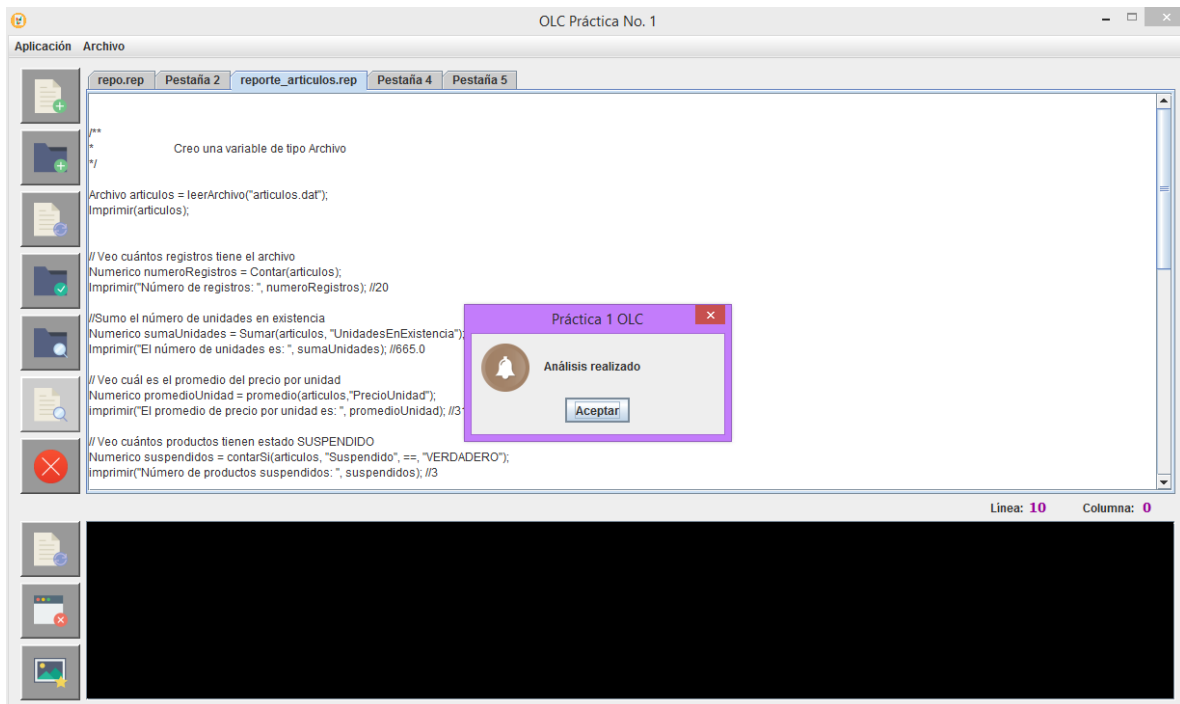 OLC Práctica No. 1
Aplicación Archivo
repo.rep Pestaña 2 reporte_articulos.rep Pestaña 4 Pestaña 5
/**
* Creo una variable de tipo Archivo
*/
Archivo articulos = leerArchivo("articulos.dat");
Imprimir(articulos);
// Veo cuántos registros tiene el archivo
Numerico numeroRegistros = Contar(articulos);
Imprimir("Número de registros: ", numeroRegistros); //20
//Sumo el número de unidades en existencia
Numerico sumaUnidades = Sumar(articulos, "UnidadesEnExistencia");
Imprimir("El número de unidades es: ", sumaUnidades); //665.0
// Veo cuál es el promedio del precio por unidad
Numerico promedioUnidad = promedio(articulos,"PrecioUnidad");
imprimir("El promedio de precio por unidad es: ", promedioUnidad); //3
// Veo cuántos productos tienen estado SUSPENDIDO
Numerico suspendidos = contarSi(articulos, "Suspendido", ==, "VERDADERO");
imprimir("Número de productos suspendidos: ", suspendidos); //3
Práctica 1 OLC
Análisis realizado
Aceptar
Linea: 10 Columna: 0